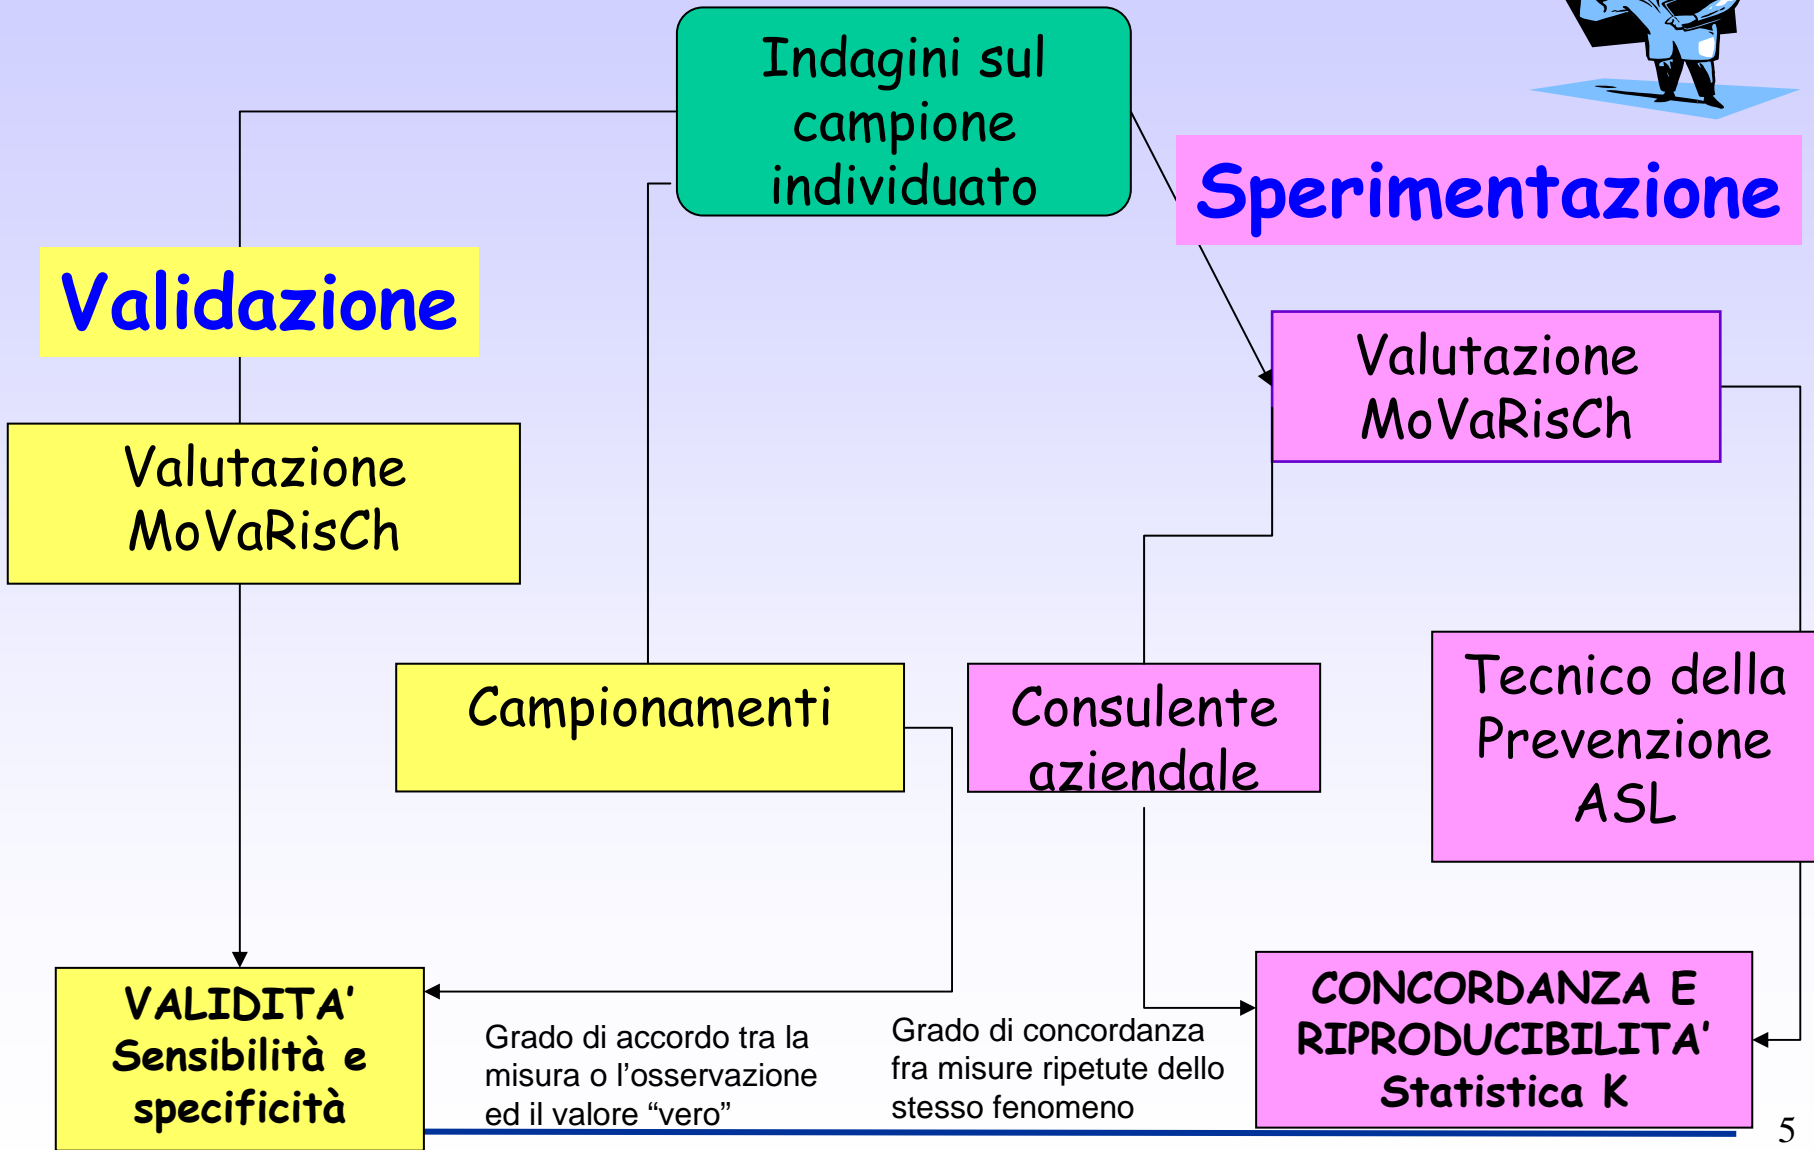 Indagini sul
campione
individuato
Sperimentazione
Validazione
Valutazione
MoVaRisCh
Valutazione
MoVaRisCh
Campionamenti
Consulente
aziendale
Tecnico della
Prevenzione
ASL
VALIDITA’
Sensibilità e
specificità
Grado di accordo tra la
misura o l’osservazione
ed il valore “vero”
Grado di concordanza
fra misure ripetute dello
stesso fenomeno
CONCORDANZA E
RIPRODUCIBILITA’
Statistica K
5